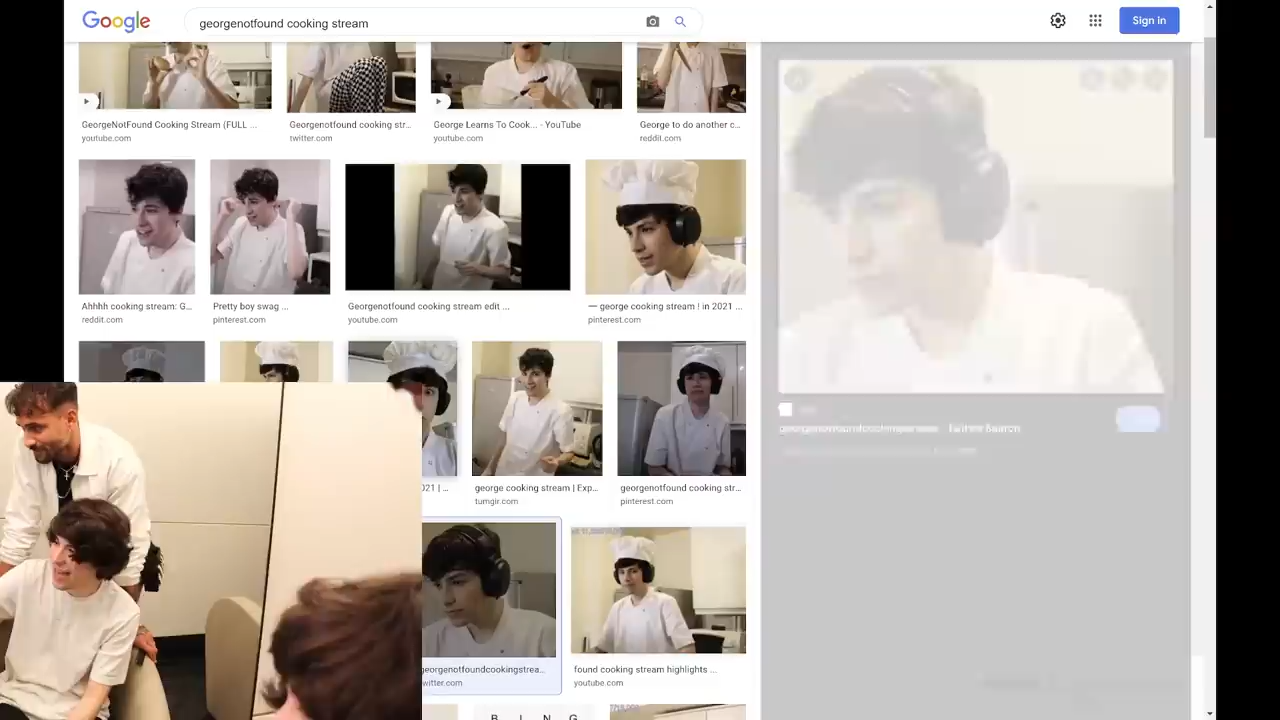 Google
georgenotfound cooking stream
Sign in
GeorgeNotFound Cooking Stream (FULL ...
youtube.com
Georgenotfound cooking str...
twitter.com
George Learns To Cook... - YouTube
youtube.com
George to do another c...
reddit.com
Ahhhh cooking stream: G...
reddit.com
Pretty boy swag ...
pinterest.com
Georgenotfound cooking stream edit ...
youtube.com
— george cooking stream ! in 2021 ...
pinterest.com
021 | ...
george cooking stream | Exp...
tumgir.com
georgenotfound cooking str...
pinterest.com
georgenotfoundcookingstrea...
witter.com
found cooking stream highlights ...
youtube.com
Twitter Search
B I N G